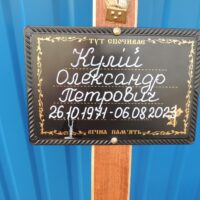 ТУТ СПОЧИВАЄ
Кулій
Олександр
Петрович
26.10.1971-06.08.2023
ВІЧНА ПАМ'ЯТЬ